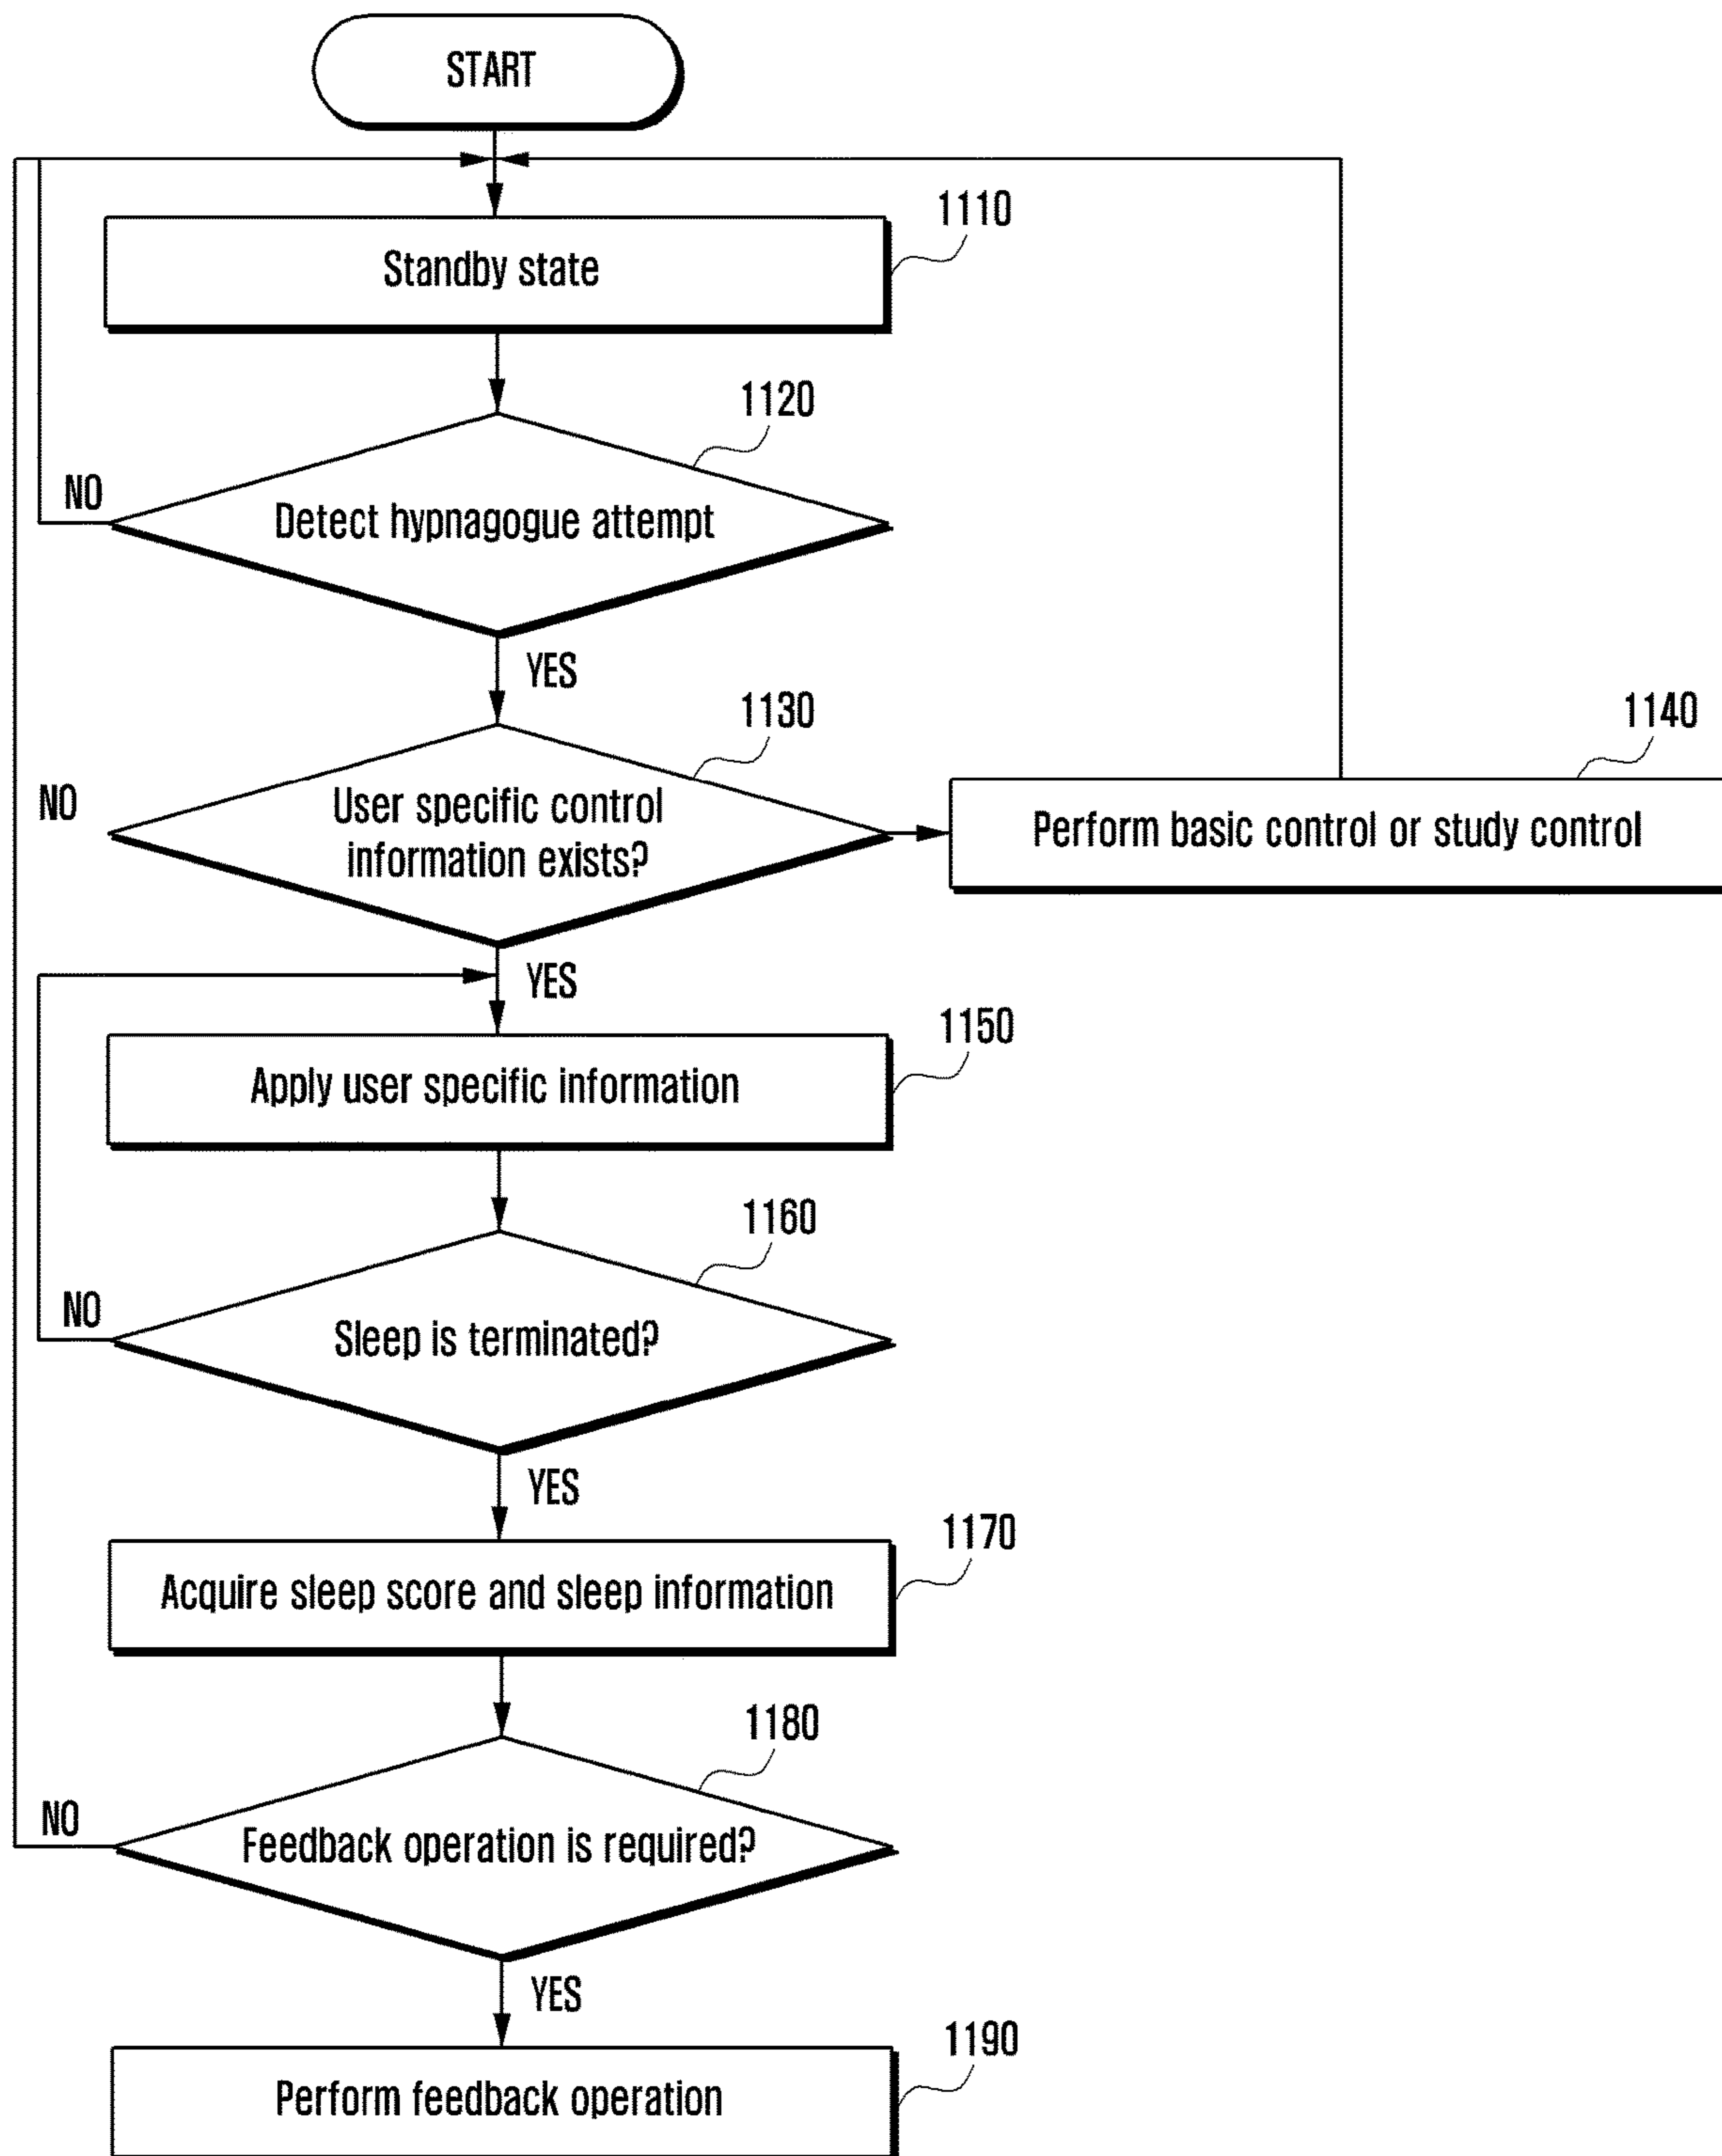 START
1110
Standby state
1120
NO
Detect hypnagogue attempt
YES
1130
1140
NO
User specific control
information exists?
Perform basic control or study control
YES
1150
Apply user specific information
1160
NO
Sleep is terminated?
YES
1170
Acquire sleep score and sleep information
1180
NO
Feedback operation is required?
YES
1190
Perform feedback operation